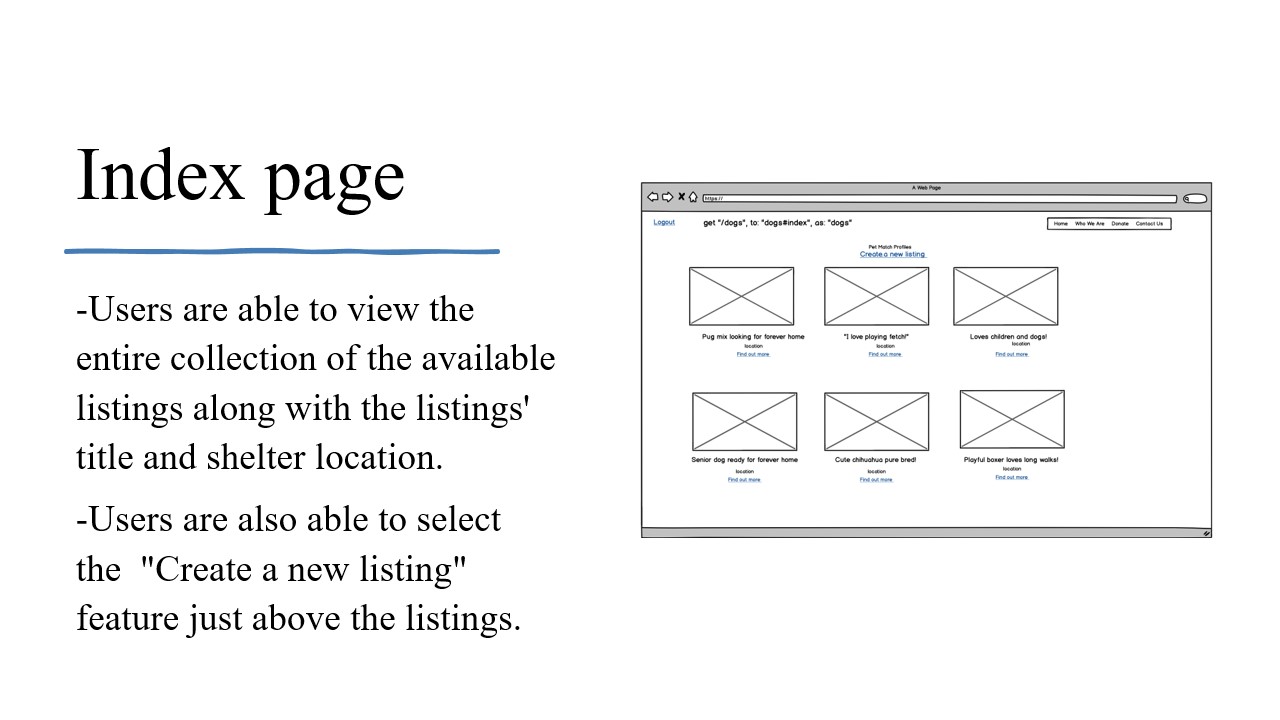 Index page
-Users are able to view the
entire collection of the available
listings along with the listings'
title and shelter location.
-Users are also able to select
the  "Create a new listing"
feature just above the listings.
A Web Page
https://
Logout
get "/dogs", to: "dogs#index", as: "dogs"
Home Who We Are Donate Contact Us
Pet Match Profiles
Create a new listing
Pug mix looking for forever home
location
Find out more
"I love playing fetch!"
location
Find out more
Loves children and dogs!
location
Find out more
Senior dog ready for forever home
location
Find out more
Cute chihuahua pure bred!
location
Find out more
Playful boxer loves long walks!
location
Find out more